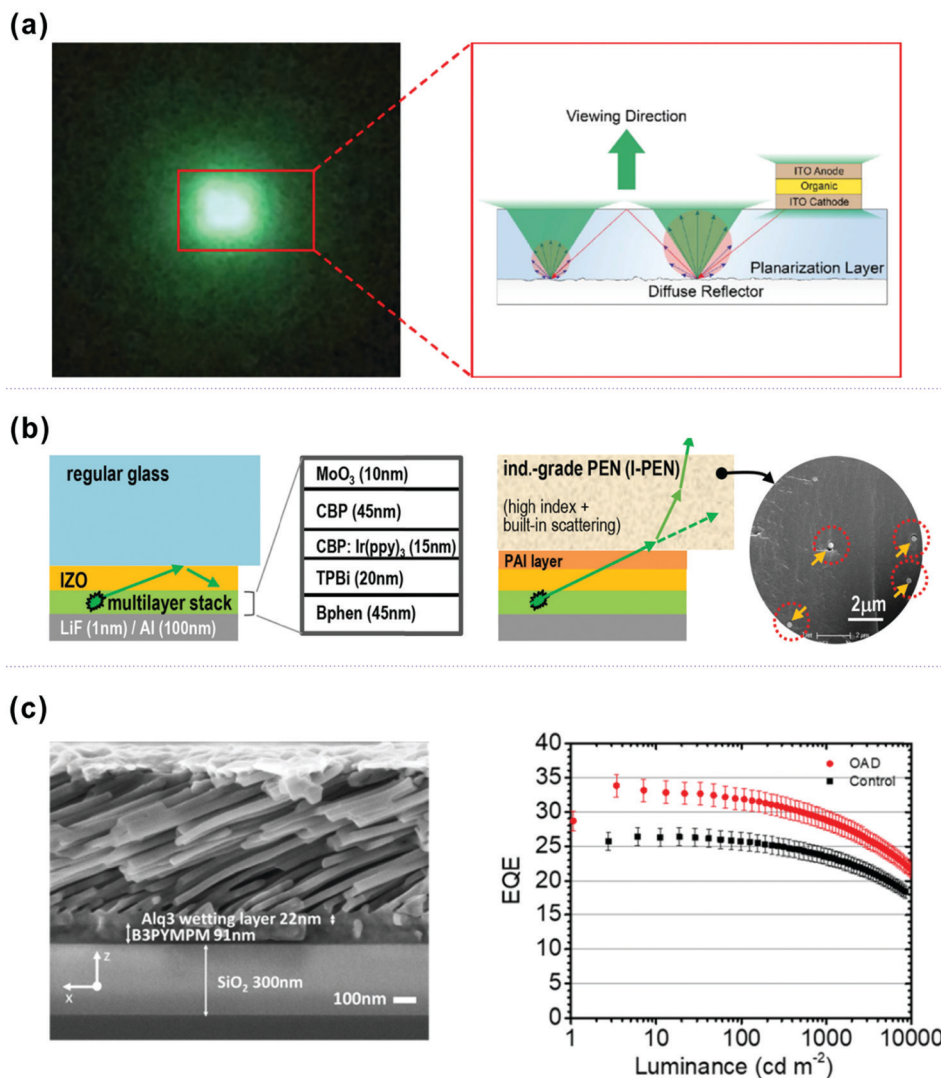 (a)
Viewing Direction
ITO Anode
Organic
ITO Cathode
Planarization Layer
Diffuse Reflector
(b)
regular glass
IZO
multilayer stack
LiF (1nm) / Al (100nm)
MoO₃ (10nm)
CBP (45nm)
CBP: Ir(ppy)₃ (15nm)
TPBi (20nm)
Bphen (45nm)
ind.-grade PEN (I-PEN)
(high index +
built-in scattering)
PAI layer
2μm
2 μm
(c)
Alq3 wetting layer 22nm
B3PYMPM 91nm
SiO₂ 300nm
z
x
100nm
40
35
30
25
20
15
10
5
0
EQE
OAD
Control
1
10
100
1000
10000
Luminance (cd m⁻²)